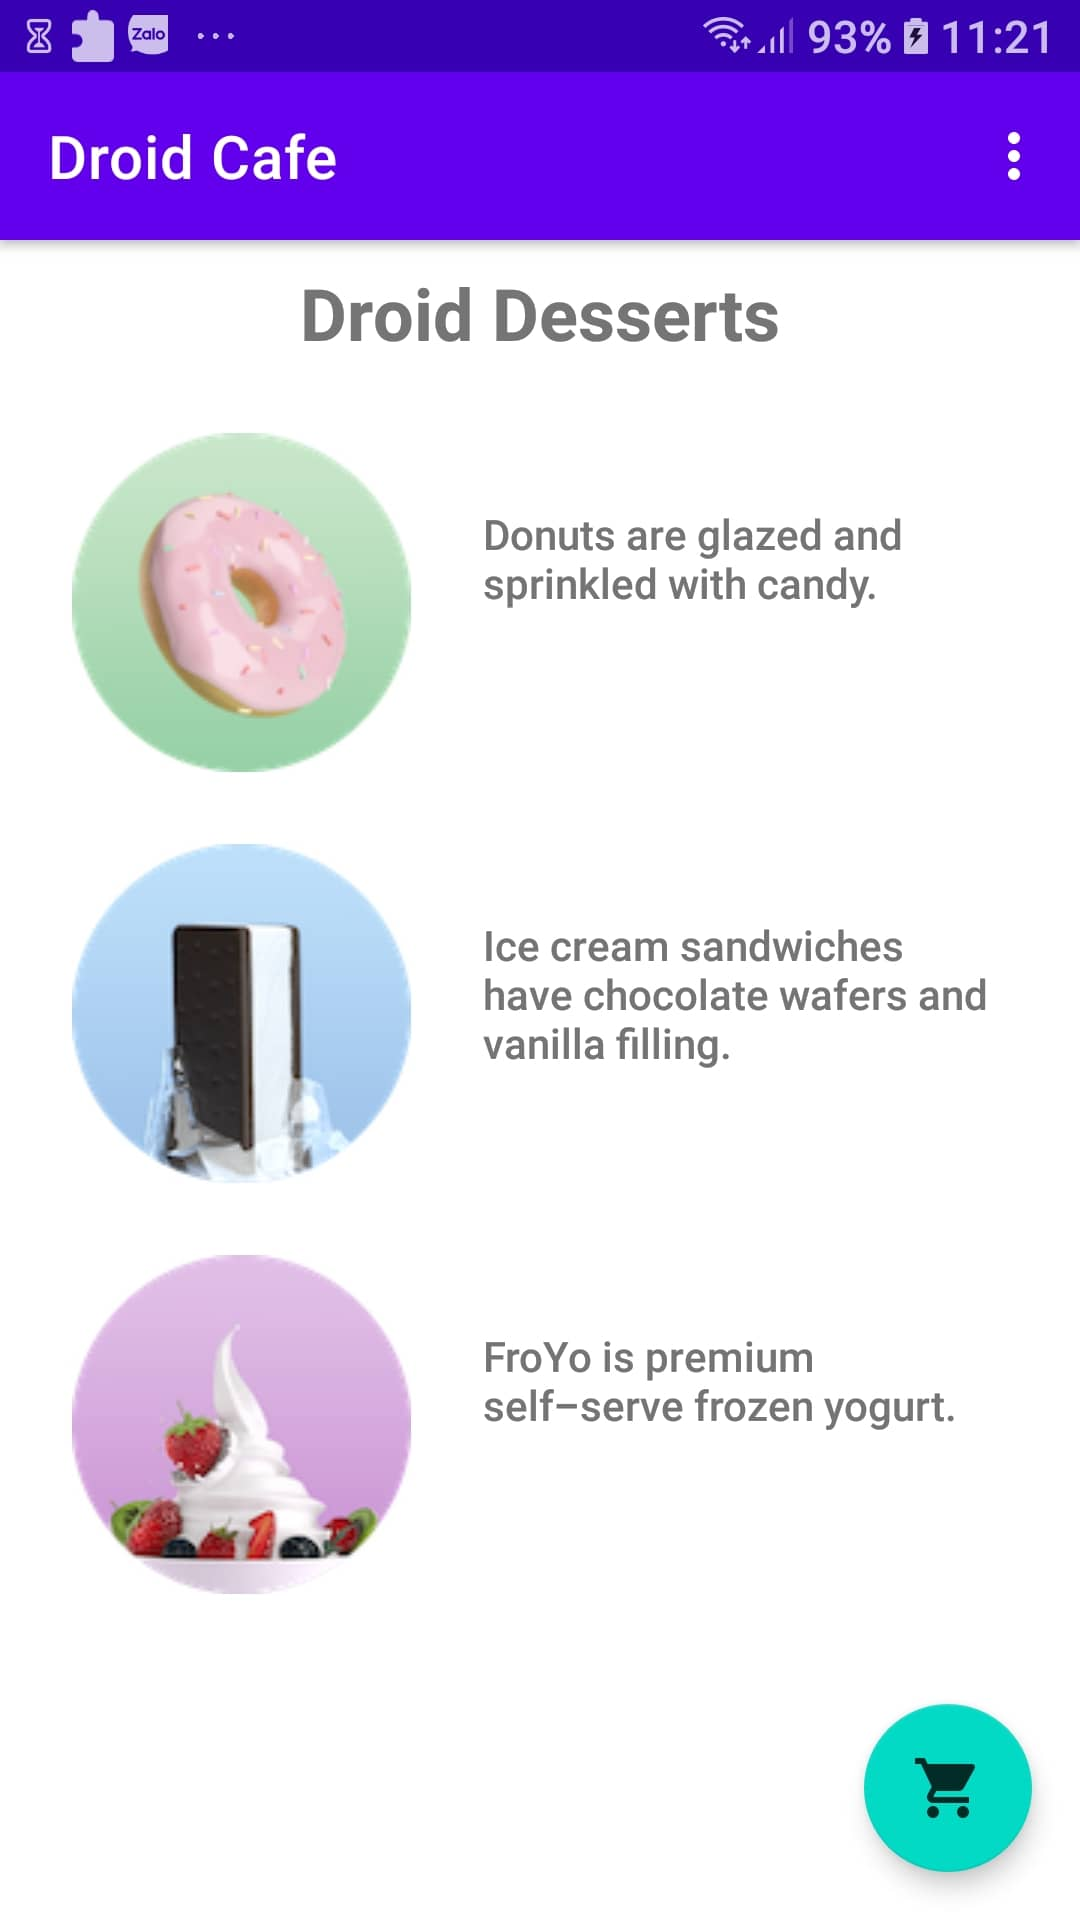 Zalo 93% 11:21
Droid Cafe
Droid Desserts
Donuts are glazed and
sprinkled with candy.
Ice cream sandwiches
have chocolate wafers and
vanilla filling.
FroYo is premium
self–serve frozen yogurt.